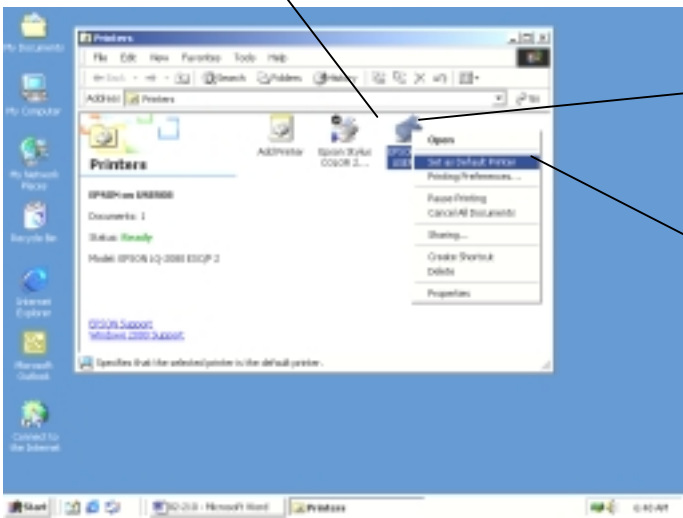 My Documents
My Computer
My Network
Places
Recycle Bin
Internet
Explorer
Microsoft
Outlook
Connect to
the Internet
Printers
File Edit View Favorites Tools Help
Back Search Folders History
Address Printers Go
Printers
Documents: 1
Status: Ready
Model: EPSON LQ-2080 ESC/P 2
EPSON Support
Windows 2000 Support
Add Printer
Epson Stylus
COLOR 2...
Open
Set as Default Printer
Printing Preferences...
Pause Printing
Cancel All Documents
Sharing...
Create Shortcut
Delete
Properties
Specifies that the selected printer is the default printer.
Start
Microsoft Word
Printers